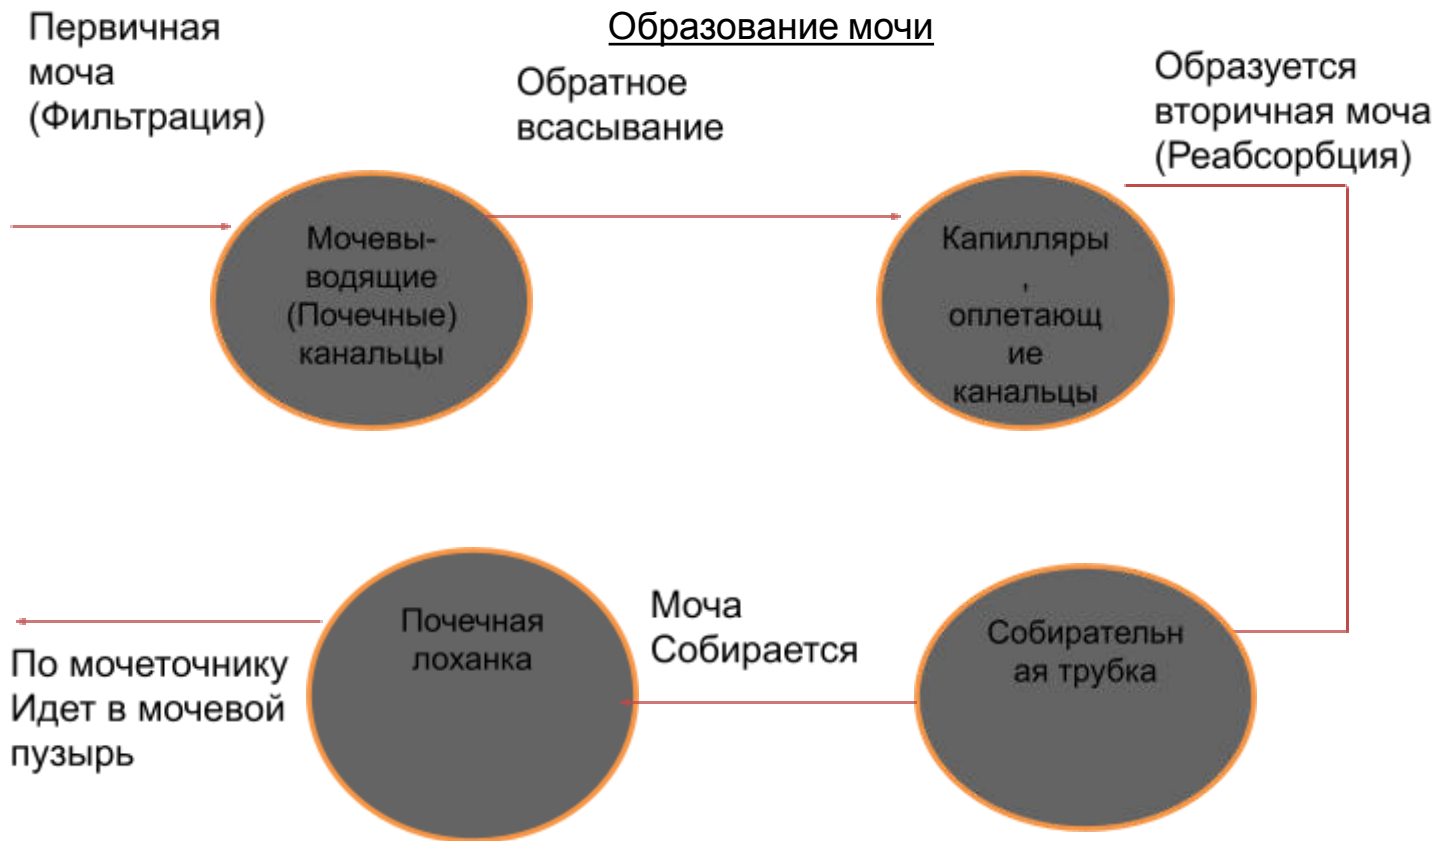 Образование мочи
Первичная
моча
(Фильтрация)
Обратное
всасывание
Образуется
вторичная моча
(Реабсорбция)
Мочевы-
водящие
(Почечные)
канальцы
Капилляры
,
оплетающ
ие
канальцы
Почечная
лоханка
Моча
Собирается
Собирательн
ая трубка
По мочеточнику
Идет в мочевой
пузырь